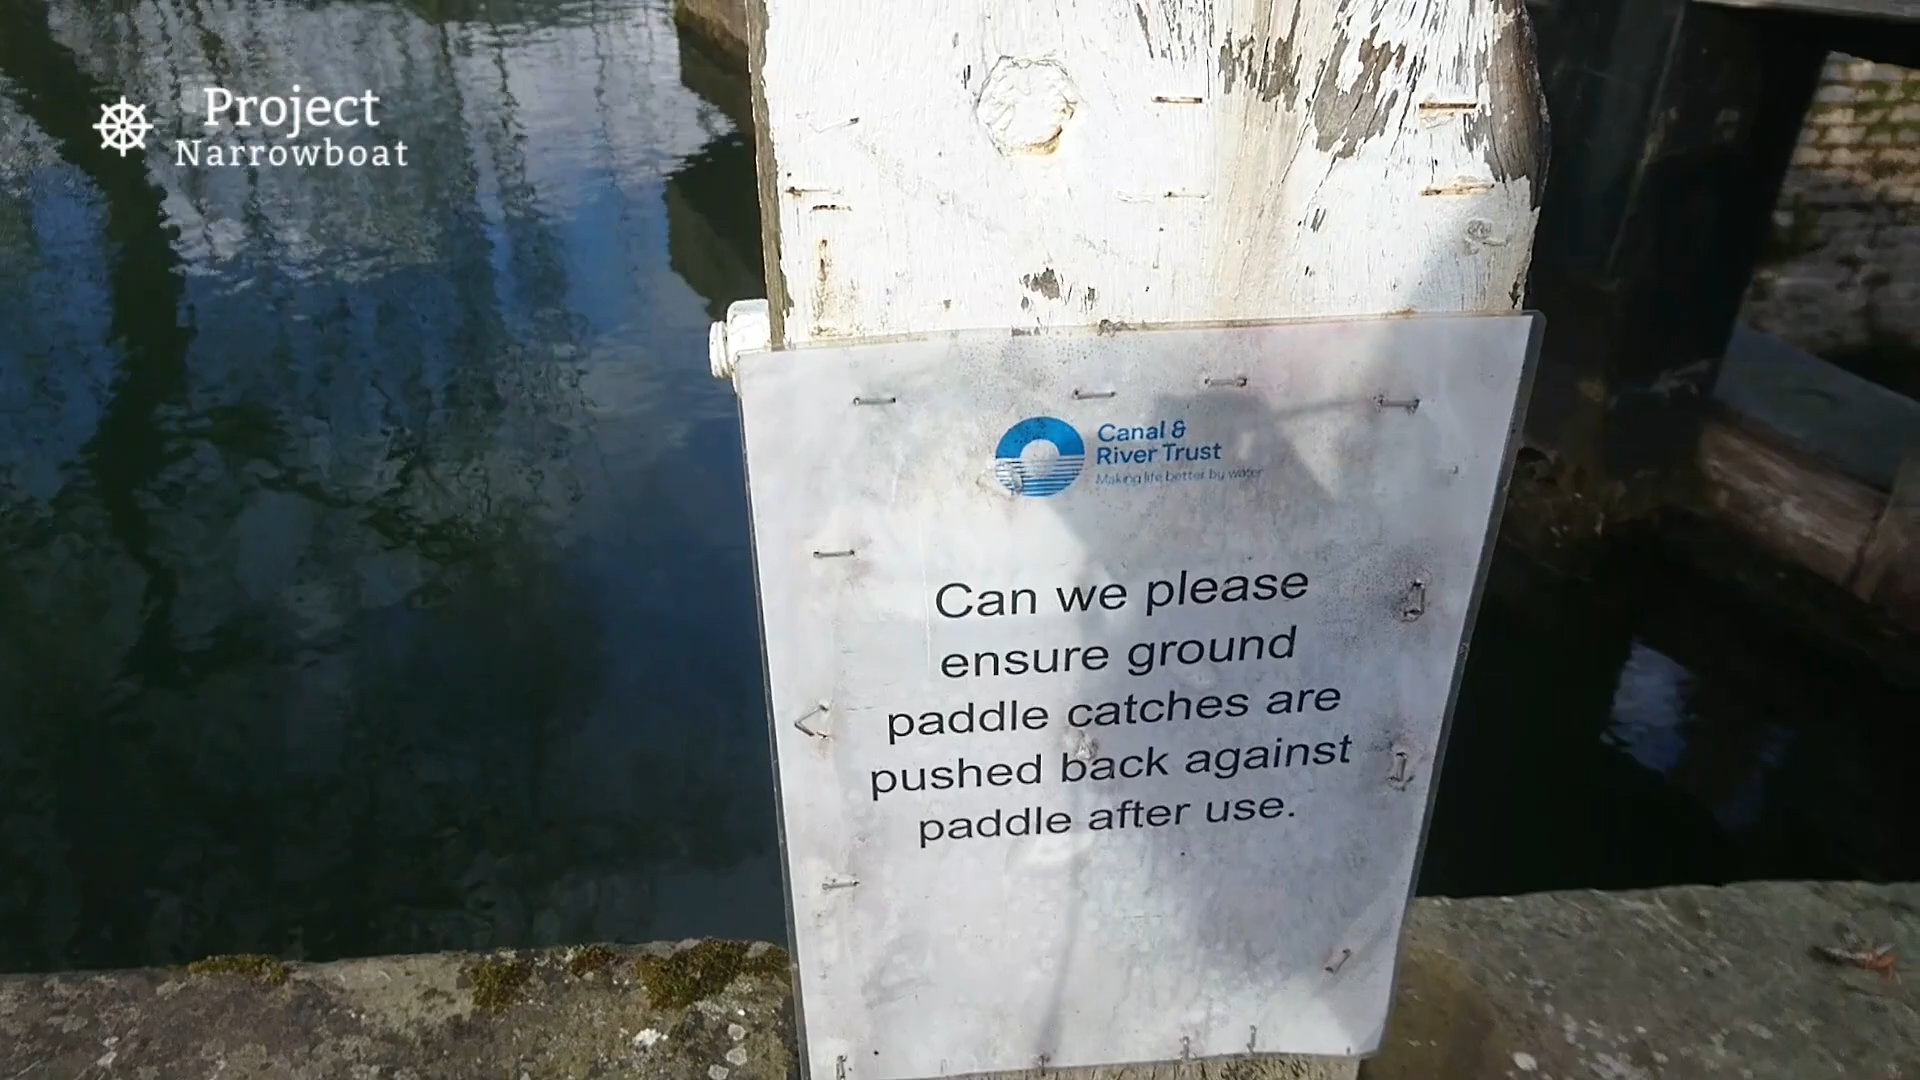 Project
Narrowboat
Canal &
River Trust
Making life better by water
Can we please
ensure ground
paddle catches are
pushed back against
paddle after use.